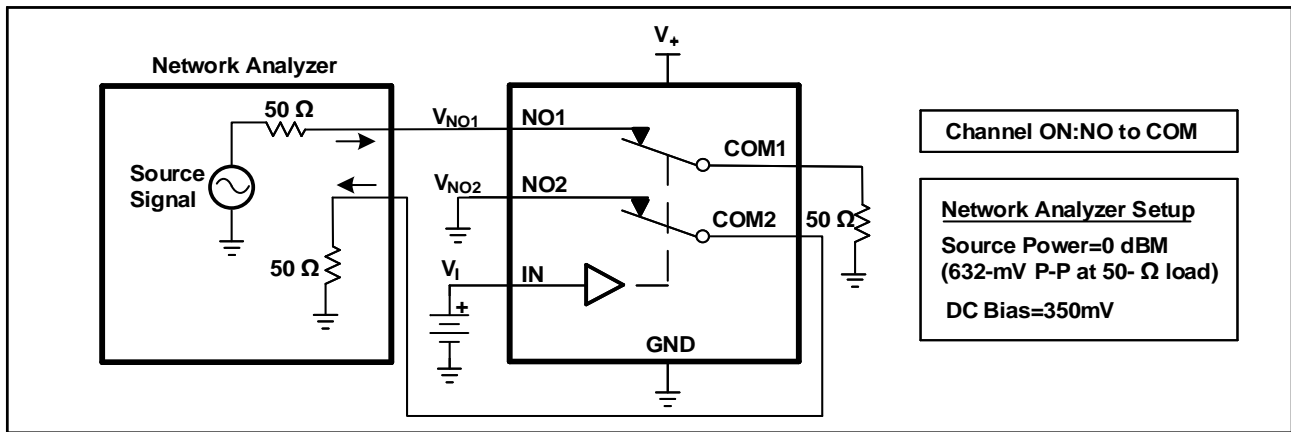 Network Analyzer
50 Ω
Source
Signal
50 Ω
V+
VNO1
NO1
COM1
VNO2
NO2
COM2
50 Ω
VI
IN
+
GND
Channel ON:NO to COM
Network Analyzer Setup
Source Power=0 dBM
(632-mV P-P at 50- Ω load)
DC Bias=350mV